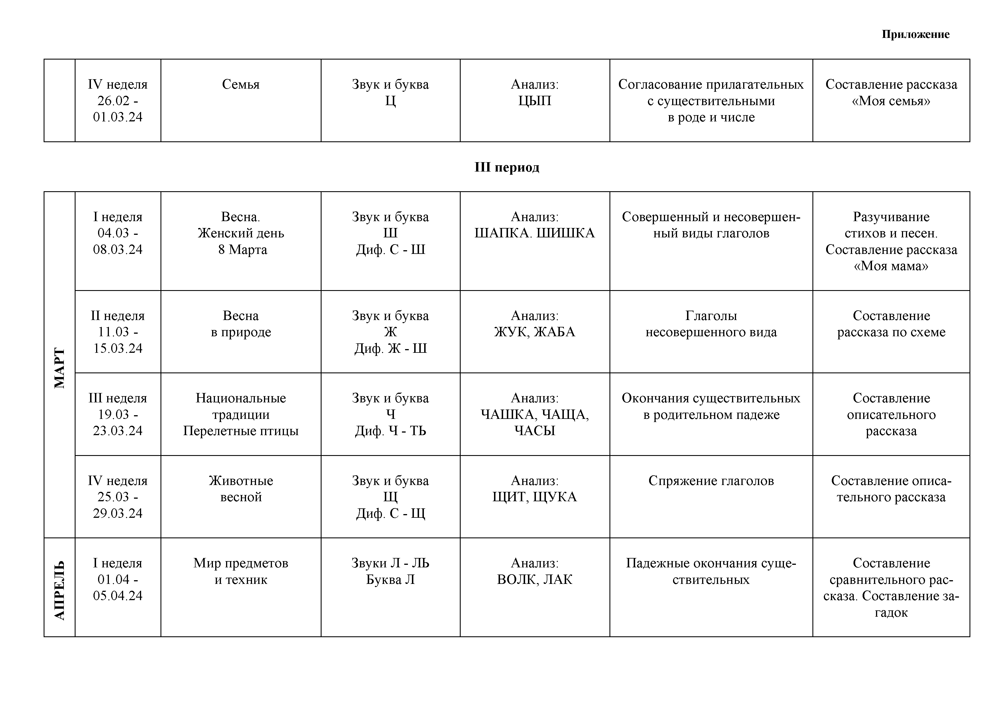 Приложение
IV неделя
26.02 -
01.03.24
Семья
Звук и буква
Ц
Анализ:
ЦЫП
Согласование прилагательных
с существительными
в роде и числе
Составление рассказа
«Моя семья»
III период
МАРТ
I неделя
04.03 -
08.03.24
Весна.
Женский день
8 Марта
Звук и буква
Ш
Диф. С - Ш
Анализ:
ШАПКА. ШИШКА
Совершенный и несовершен-
ный виды глаголов
Разучивание
стихов и песен.
Составление рассказа
«Моя мама»
II неделя
11.03 -
15.03.24
Весна
в природе
Звук и буква
Ж
Диф. Ж - Ш
Анализ:
ЖУК, ЖАБА
Глаголы
несовершенного вида
Составление
рассказа по схеме
III неделя
19.03 -
23.03.24
Национальные
традиции
Перелетные птицы
Звук и буква
Ч
Диф. Ч - ТЬ
Анализ:
ЧАШКА, ЧАЩА,
ЧАСЫ
Окончания существительных
в родительном падеже
Составление
описательного
рассказа
IV неделя
25.03 -
29.03.24
Животные
весной
Звук и буква
Щ
Диф. С - Щ
Анализ:
ЩИТ, ЩУКА
Спряжение глаголов
Составление описа-
тельного рассказа
АПРЕЛЬ
I неделя
01.04 -
05.04.24
Мир предметов
и техник
Звуки Л - ЛЬ
Буква Л
Анализ:
ВОЛК, ЛАК
Падежные окончания суще-
ствительных
Составление
сравнительного рас-
сказа. Составление за-
гадок